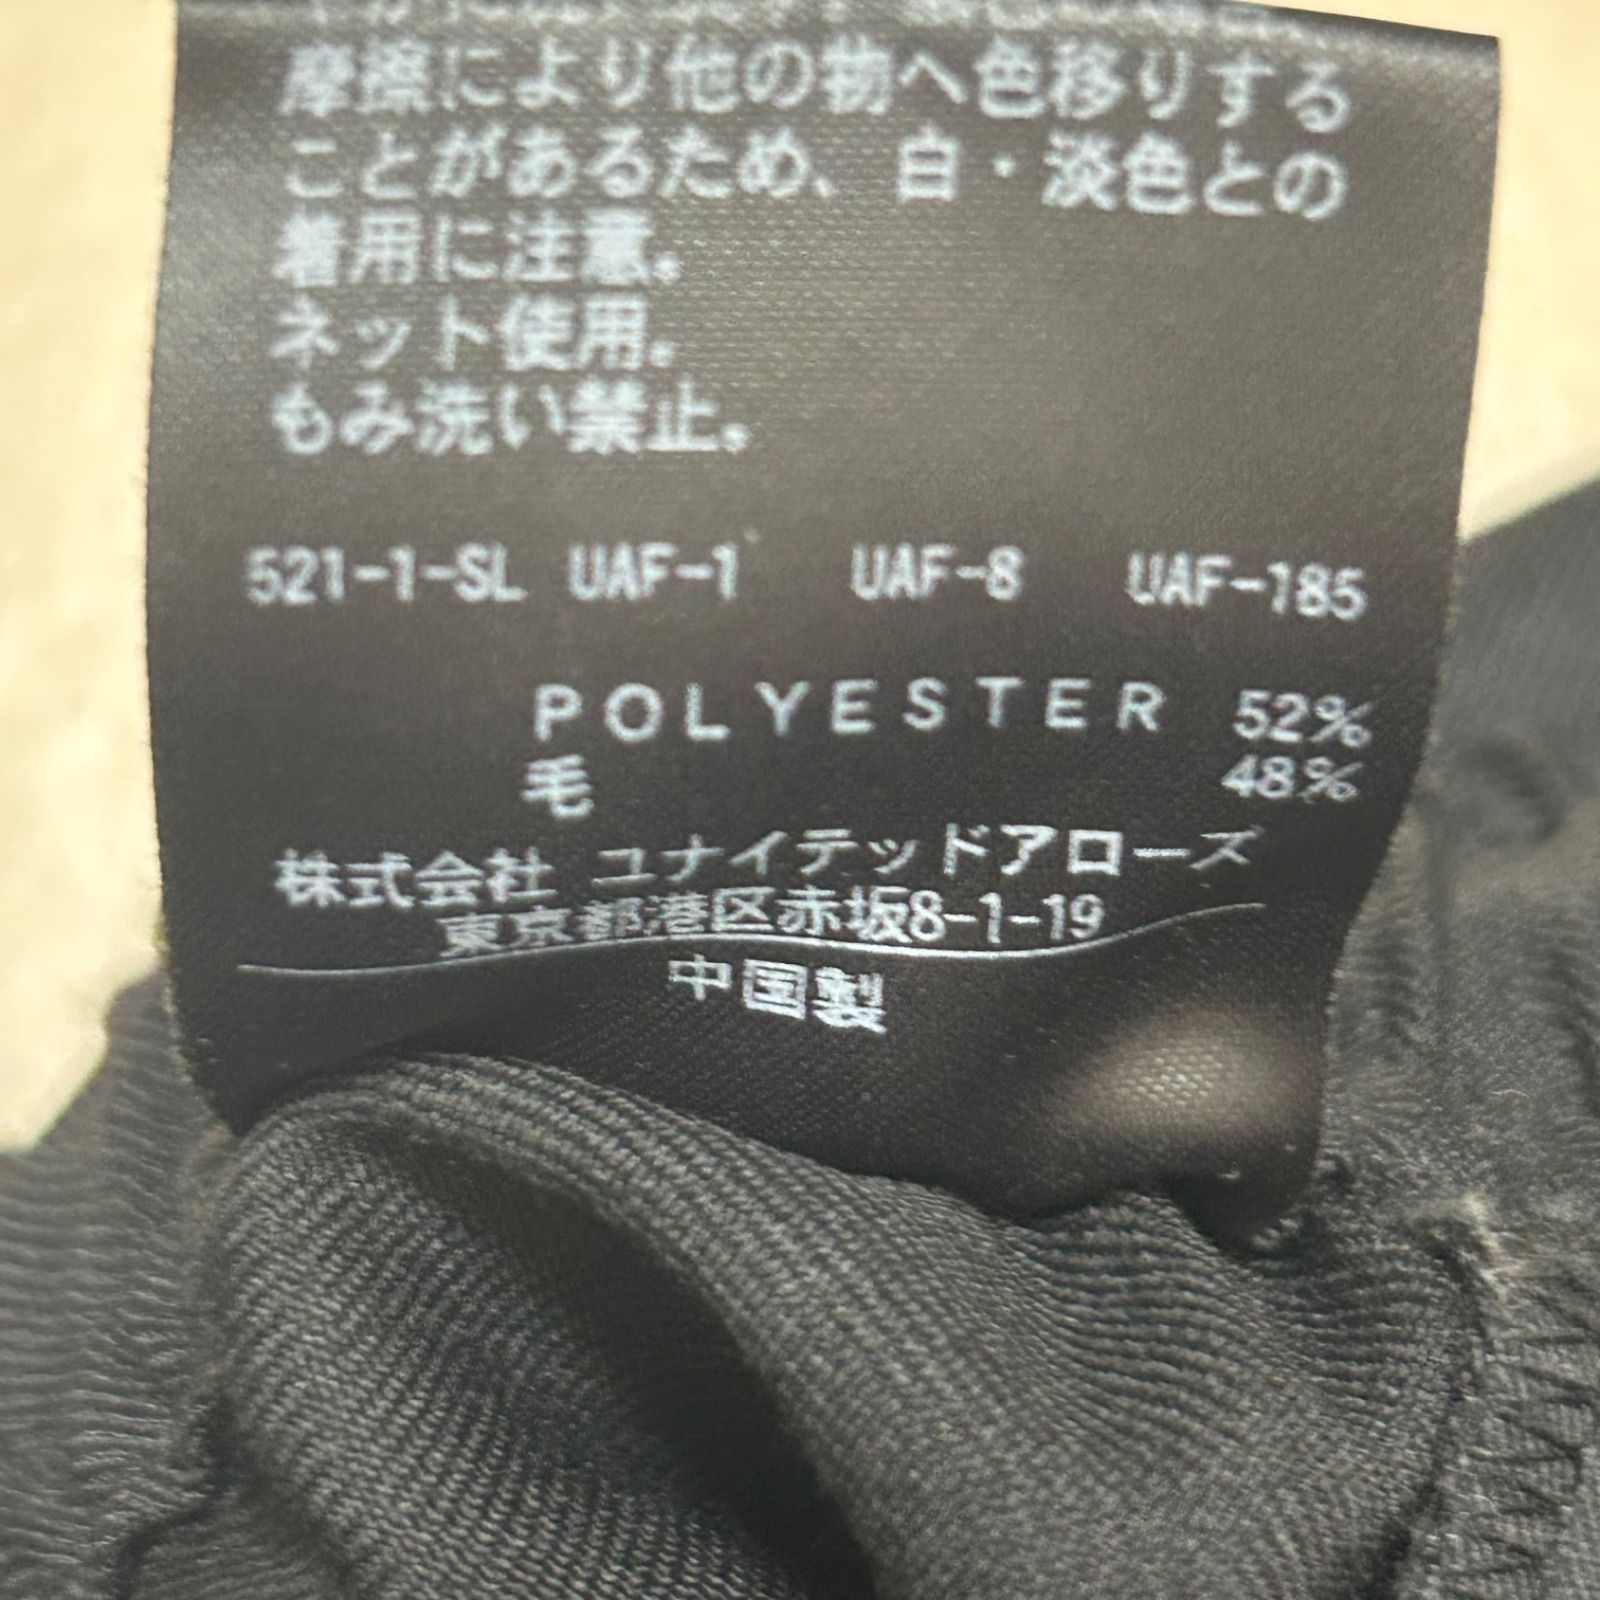 摩擦により他の物へ色移りする
ことがあるため、白・淡色との
着用に注意。
ネット使用。
もみ洗い禁止。
521-1-SL UAF-1 UAF-8 UAF-185
POLYESTER 52%
毛 48%
株式会社 ユナイテッドアローズ
東京都港区赤坂8-1-19
中国製